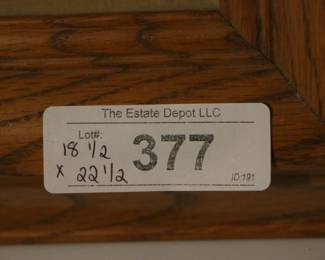 The Estate Depot LLC
Lot#:
377
18 1/2
x 22 1/2
ID:191